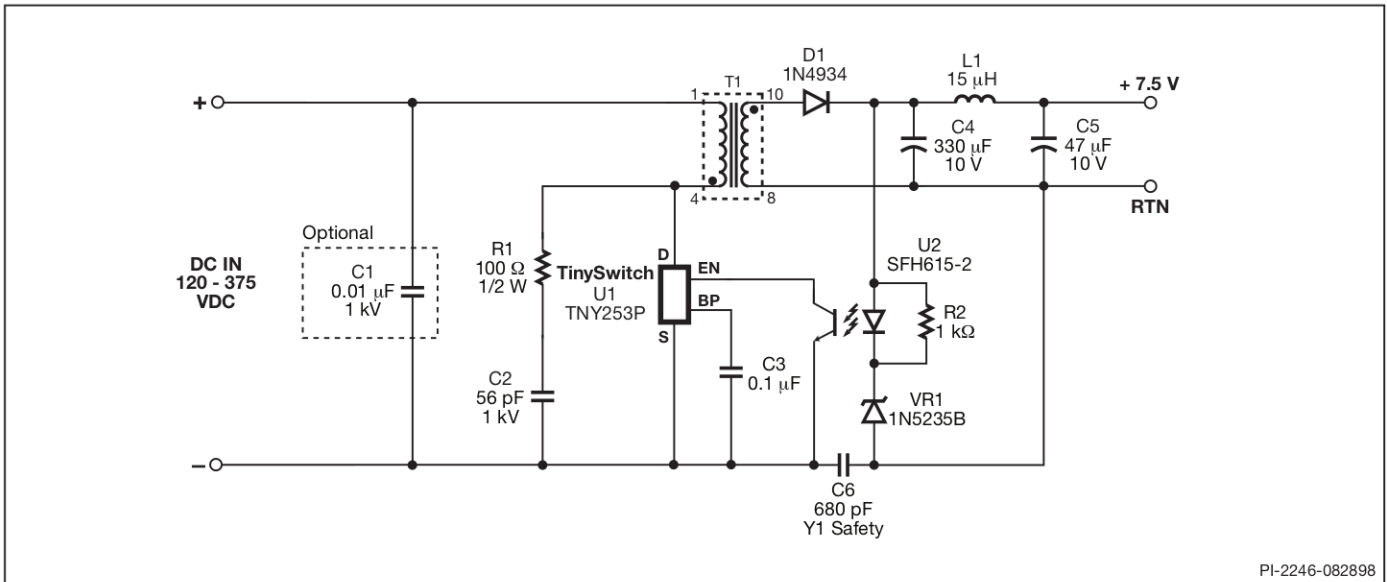 D1
1N4934
L1
15 μH
+ 7.5 V
T1
1
10
+
C4
330 μF
10 V
C5
47 μF
10 V
4
8
RTN
Optional
DC IN
120 - 375
VDC
C1
0.01 μF
1 kV
R1
100 Ω
1/2 W
D
TinySwitch
U1
TNY253P
EN
BP
S
U2
SFH615-2
R2
1 kΩ
C3
0.1 μF
C2
56 pF
1 kV
VR1
1N5235B
–
C6
680 pF
Y1 Safety
PI-2246-082898